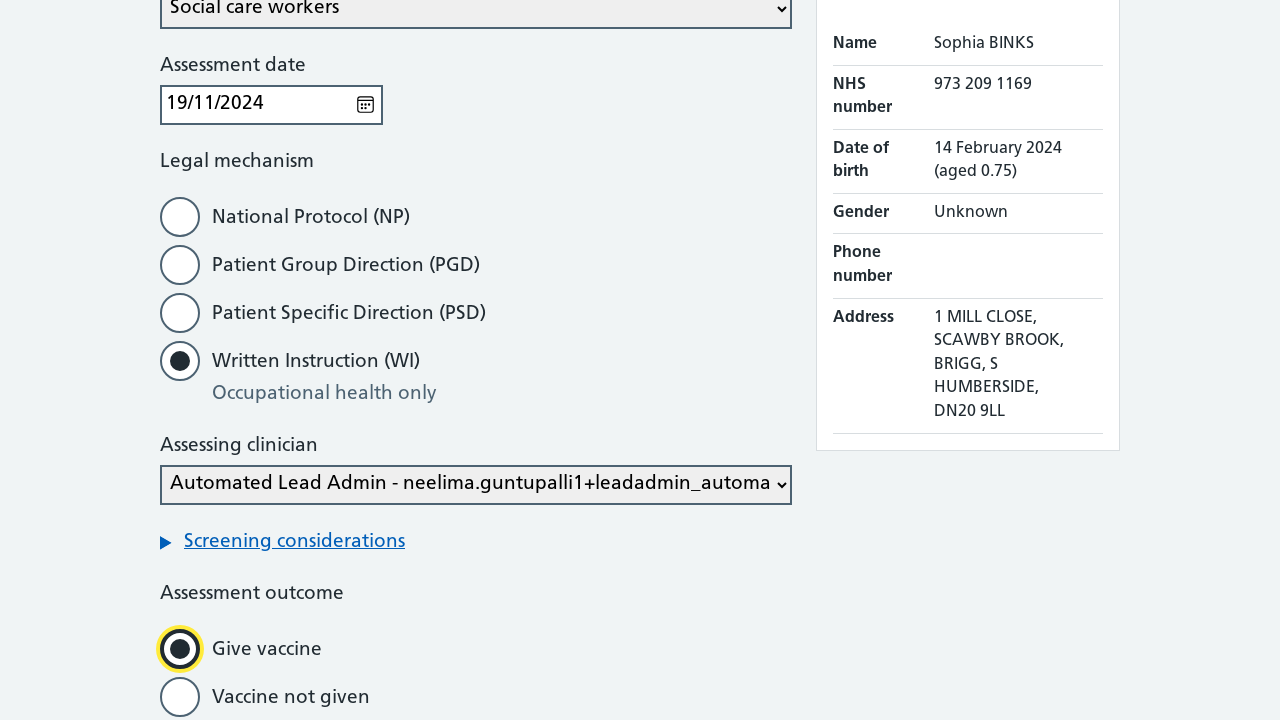 Social care workers
Assessment date
19/11/2024
Legal mechanism
National Protocol (NP)
Patient Group Direction (PGD)
Patient Specific Direction (PSD)
Written Instruction (WI)
Occupational health only
Assessing clinician
Automated Lead Admin - neelima.guntupalli1+leadadmin_automa
Screening considerations
Assessment outcome
Give vaccine
Vaccine not given
Name Sophia BINKS
NHS number 973 209 1169
Date of birth 14 February 2024 (aged 0.75)
Gender Unknown
Phone number
Address 1 MILL CLOSE,
SCAWBY BROOK,
BRIGG, S
HUMBERSIDE,
DN20 9LL